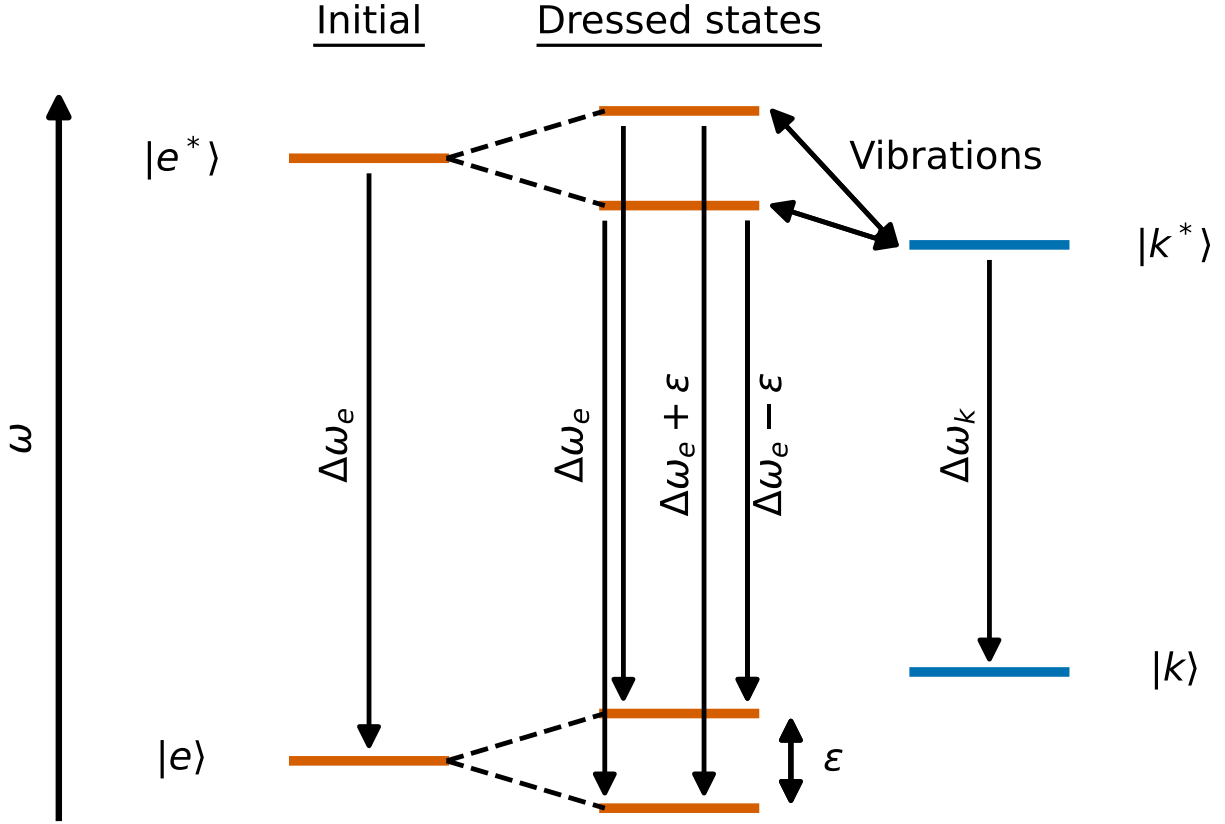 Initial
Dressed states
|e*⟩
Vibrations
|k*⟩
ω
Δωₑ
Δωₑ
Δωₑ + ε
Δωₑ − ε
Δωₖ
|k⟩
|e⟩
ε